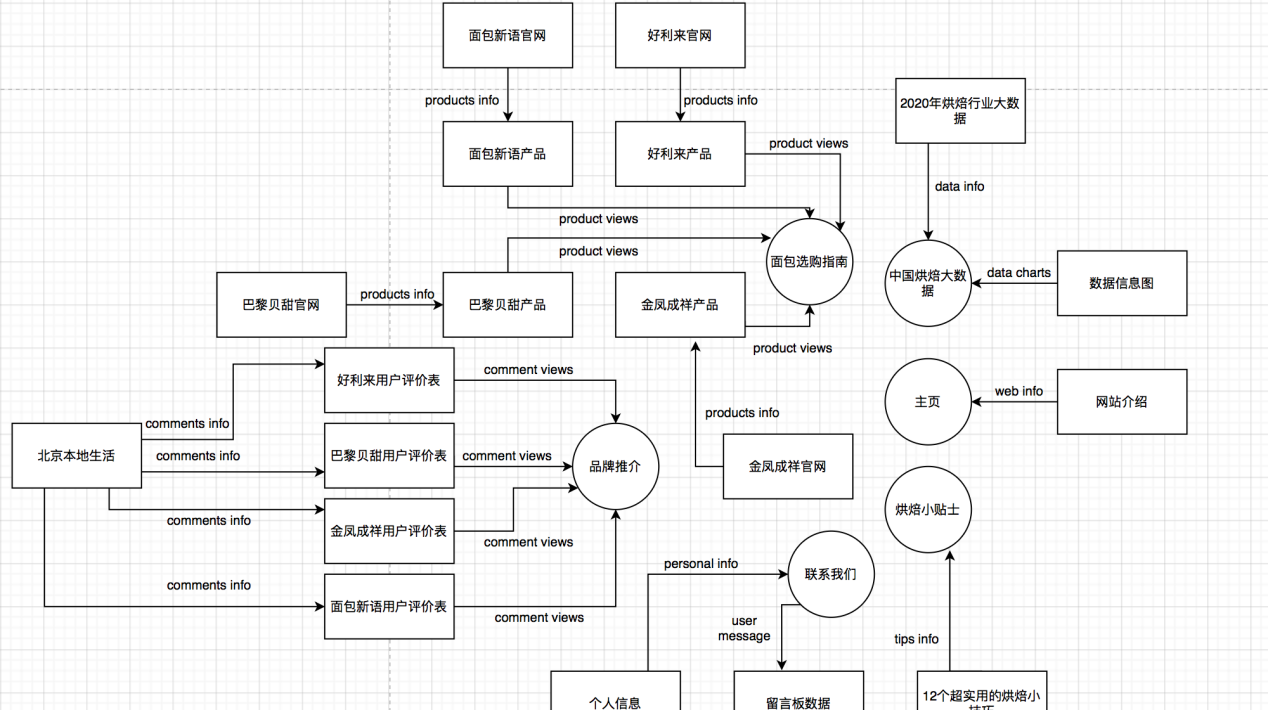 面包新语官网
好利来官网
products info
products info
2020年烘焙行业大数
据
面包新语产品
好利来产品
product views
data info
product views
product views
面包选购指南
中国烘焙大数
据
data charts
数据信息图
巴黎贝甜官网
products info
巴黎贝甜产品
金凤成祥产品
product views
好利来用户评价表
comment views
主页
web info
网站介绍
comments info
products info
北京本地生活
comments info
巴黎贝甜用户评价表
comment views
品牌推介
金凤成祥官网
烘焙小贴士
comments info
金凤成祥用户评价表
comment views
personal info
联系我们
comments info
面包新语用户评价表
comment views
user
message
tips info
个人信息
留言板数据
12个超实用的烘焙小
技巧